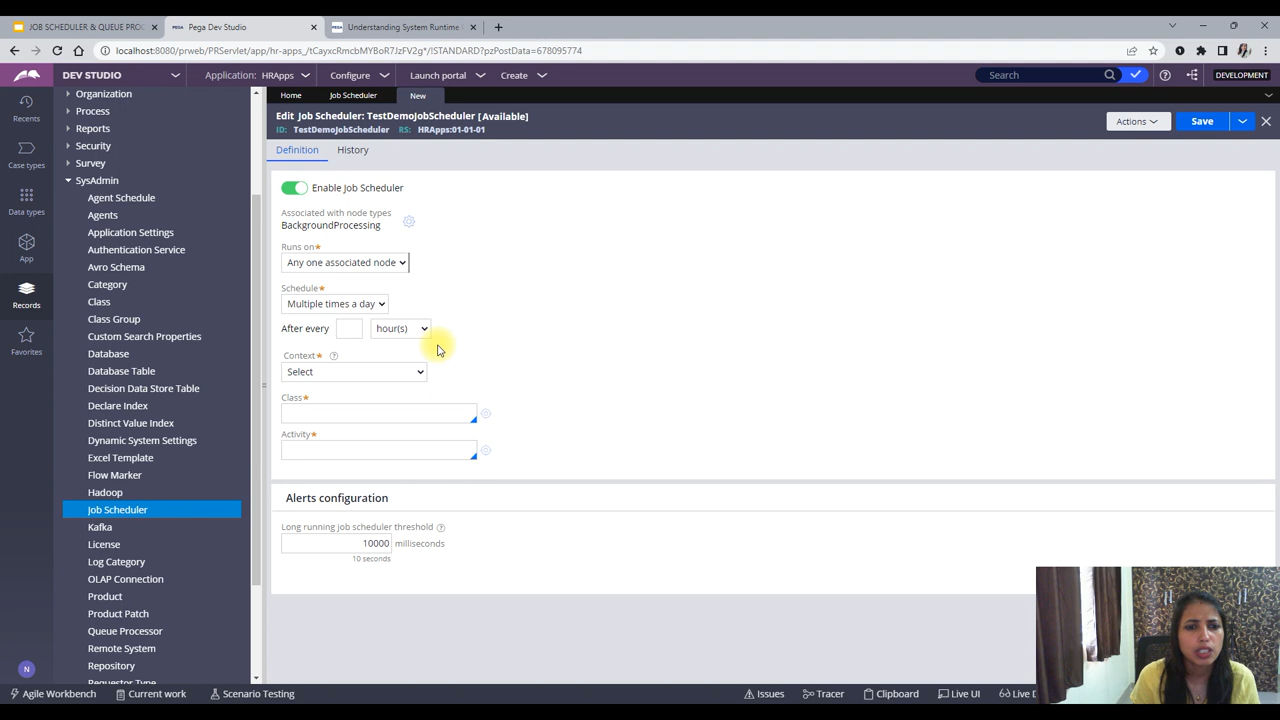 JOB SCHEDULER & QUEUE PROC
Pega Dev Studio
Understanding System Runtime C
localhost:8080/prweb/PRServlet/app/hr-apps_/tCayxcRmcbMYBoR7JzFV2g*/!STANDARD?pzPostData=678095774
DEV STUDIO
Application: HRApps
Configure
Launch portal
Create
Search
DEVELOPMENT
Recents
Case types
Data types
App
Records
Favorites
N
Organization
Process
Reports
Security
Survey
SysAdmin
Agent Schedule
Agents
Application Settings
Authentication Service
Avro Schema
Category
Class
Class Group
Custom Search Properties
Database
Database Table
Decision Data Store Table
Declare Index
Distinct Value Index
Dynamic System Settings
Excel Template
Flow Marker
Hadoop
Job Scheduler
Kafka
License
Log Category
OLAP Connection
Product
Product Patch
Queue Processor
Remote System
Repository
Requestor Type
Home
Job Scheduler
New
Edit Job Scheduler: TestDemoJobScheduler [Available]
ID: TestDemoJobScheduler RS: HRApps:01-01-01
Actions
Save
Definition
History
Enable Job Scheduler
Associated with node types
BackgroundProcessing
Runs on★
Any one associated node
Schedule★
Multiple times a day
After every hour(s)
Context★ ?
Select
Class★
Activity★
Alerts configuration
Long running job scheduler threshold ?
10000 milliseconds
10 seconds
Agile Workbench
Current work
Scenario Testing
Issues
Tracer
Clipboard
Live UI
Live D